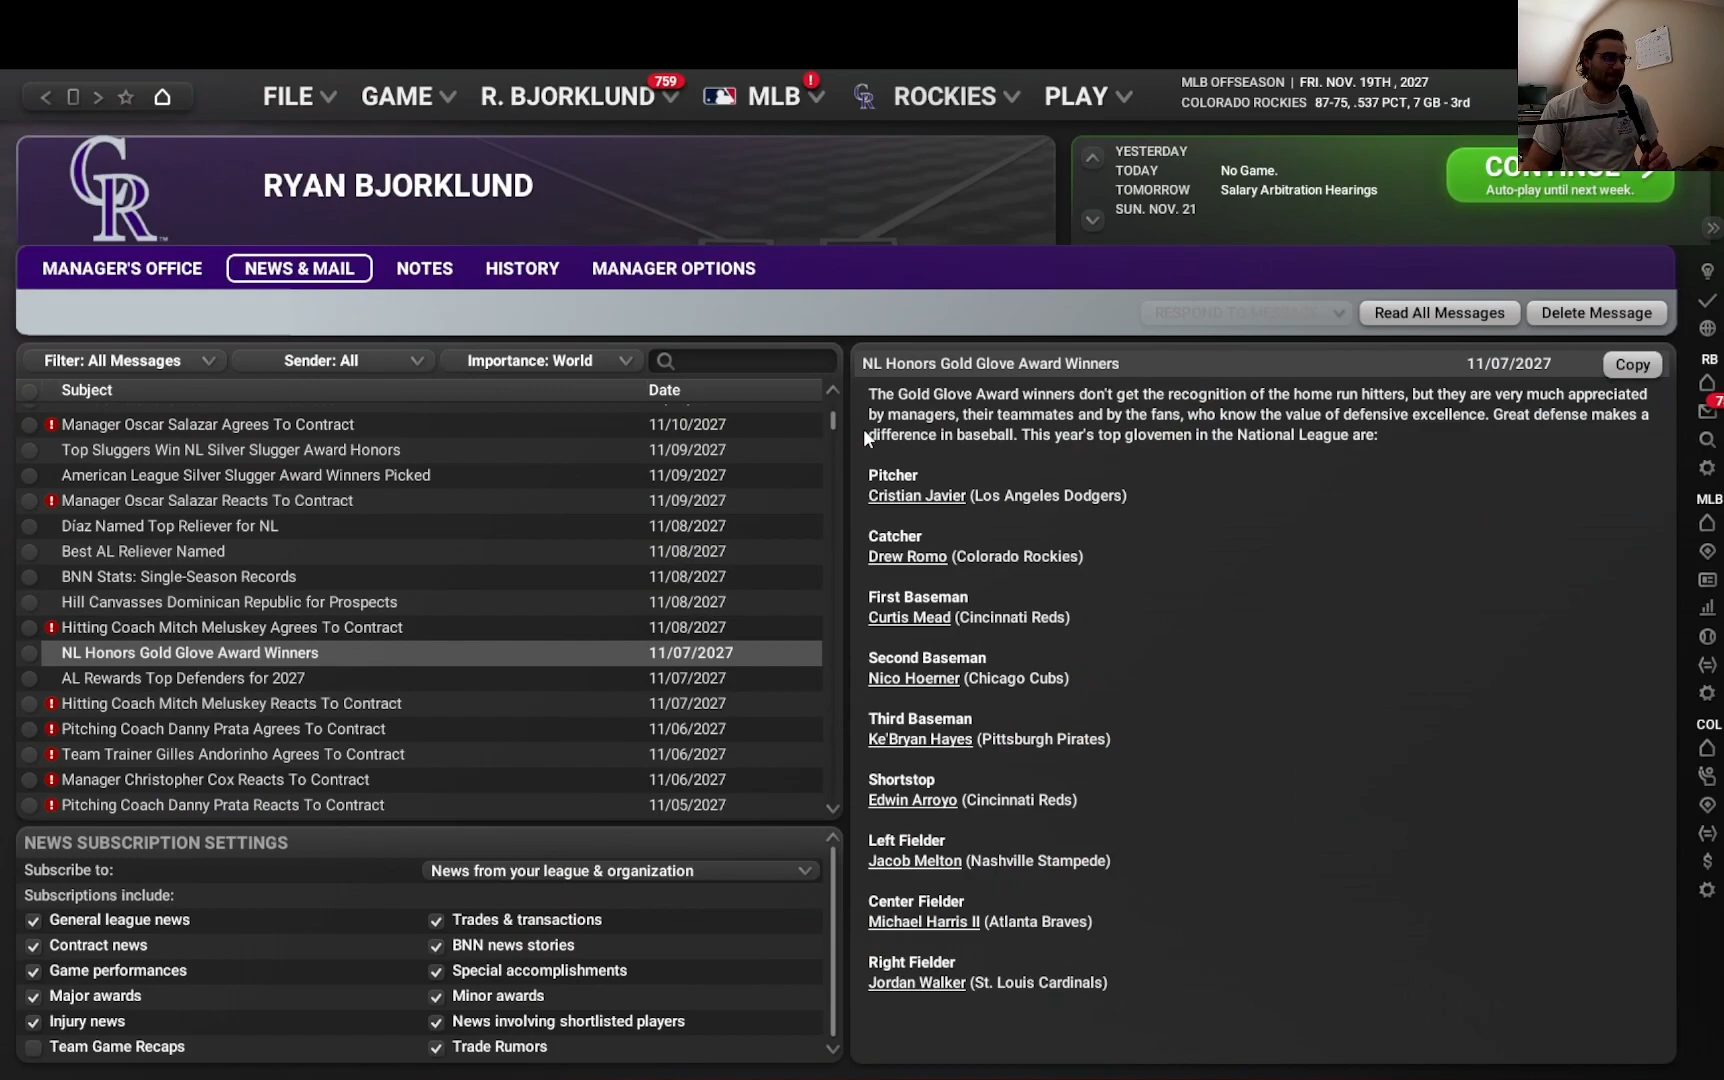 FILE
GAME
R. BJORKLUND
759
MLB
!
ROCKIES
PLAY
MLB OFFSEASON | FRI. NOV. 19TH, 2027
COLORADO ROCKIES 87-75, .537 PCT, 7 GB - 3rd
CR
RYAN BJORKLUND
YESTERDAY
TODAY No Game.
TOMORROW Salary Arbitration Hearings
SUN. NOV. 21
Auto-play until next week.
MANAGER'S OFFICE
NEWS & MAIL
NOTES
HISTORY
MANAGER OPTIONS
Read All Messages
Delete Message
Filter: All Messages
Sender: All
Importance: World
Subject Date
! Manager Oscar Salazar Agrees To Contract 11/10/2027
Top Sluggers Win NL Silver Slugger Award Honors 11/09/2027
American League Silver Slugger Award Winners Picked 11/09/2027
! Manager Oscar Salazar Reacts To Contract 11/09/2027
Díaz Named Top Reliever for NL 11/08/2027
Best AL Reliever Named 11/08/2027
BNN Stats: Single-Season Records 11/08/2027
Hill Canvasses Dominican Republic for Prospects 11/08/2027
! Hitting Coach Mitch Meluskey Agrees To Contract 11/08/2027
NL Honors Gold Glove Award Winners 11/07/2027
AL Rewards Top Defenders for 2027 11/07/2027
! Hitting Coach Mitch Meluskey Reacts To Contract 11/07/2027
! Pitching Coach Danny Prata Agrees To Contract 11/06/2027
! Team Trainer Gilles Andorinho Agrees To Contract 11/06/2027
! Manager Christopher Cox Reacts To Contract 11/06/2027
! Pitching Coach Danny Prata Reacts To Contract 11/05/2027
NEWS SUBSCRIPTION SETTINGS
Subscribe to: News from your league & organization
Subscriptions include:
General league news Trades & transactions
Contract news BNN news stories
Game performances Special accomplishments
Major awards Minor awards
Injury news News involving shortlisted players
Team Game Recaps Trade Rumors
NL Honors Gold Glove Award Winners 11/07/2027 Copy
The Gold Glove Award winners don't get the recognition of the home run hitters, but they are very much appreciated
by managers, their teammates and by the fans, who know the value of defensive excellence. Great defense makes a
difference in baseball. This year's top glovemen in the National League are:
Pitcher
Cristian Javier (Los Angeles Dodgers)
Catcher
Drew Romo (Colorado Rockies)
First Baseman
Curtis Mead (Cincinnati Reds)
Second Baseman
Nico Hoerner (Chicago Cubs)
Third Baseman
Ke'Bryan Hayes (Pittsburgh Pirates)
Shortstop
Edwin Arroyo (Cincinnati Reds)
Left Fielder
Jacob Melton (Nashville Stampede)
Center Fielder
Michael Harris II (Atlanta Braves)
Right Fielder
Jordan Walker (St. Louis Cardinals)
RB
MLB
COL